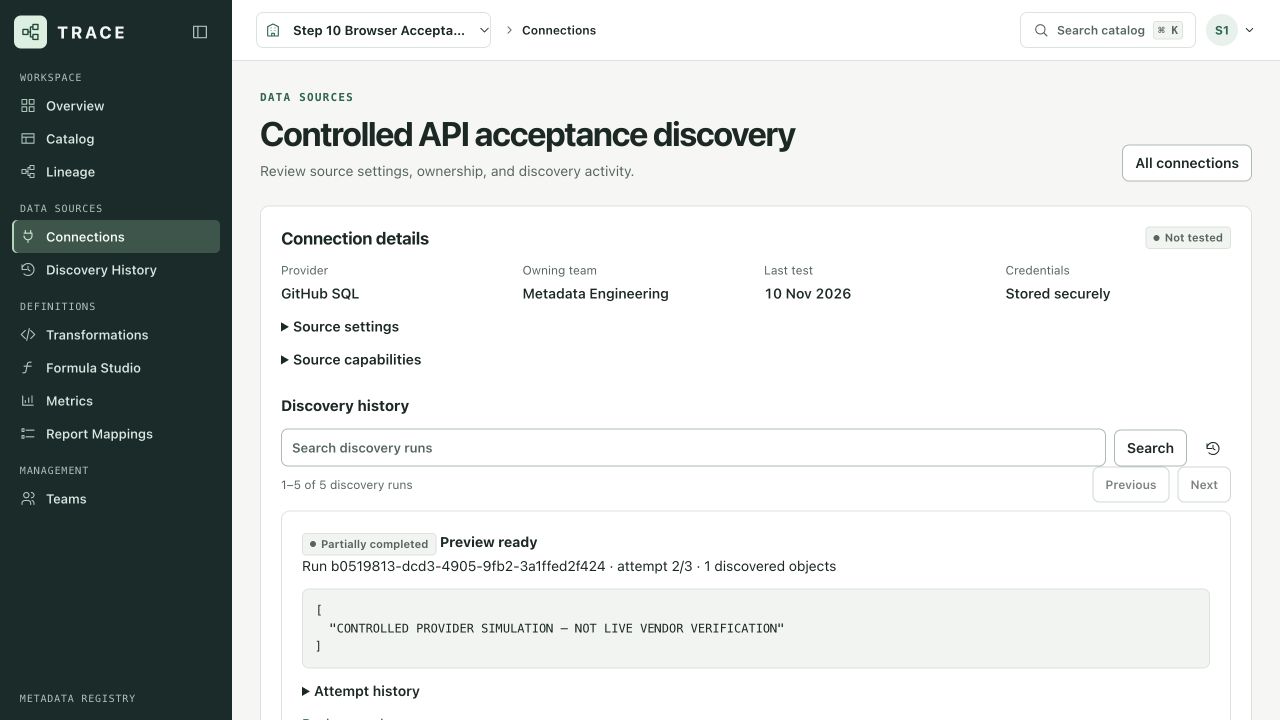 TRACE
Step 10 Browser Accepta...
Connections
Search catalog ⌘ K
S1
WORKSPACE
Overview
Catalog
Lineage
DATA SOURCES
Connections
Discovery History
DEFINITIONS
Transformations
Formula Studio
Metrics
Report Mappings
MANAGEMENT
Teams
METADATA REGISTRY
DATA SOURCES
Controlled API acceptance discovery
Review source settings, ownership, and discovery activity.
All connections
Connection details
Not tested
Provider
GitHub SQL
Owning team
Metadata Engineering
Last test
10 Nov 2026
Credentials
Stored securely
Source settings
Source capabilities
Discovery history
Search discovery runs
Search
1–5 of 5 discovery runs
Previous
Next
Partially completed Preview ready
Run b0519813-dcd3-4905-9fb2-3a1ffed2f424 · attempt 2/3 · 1 discovered objects
[
"CONTROLLED PROVIDER SIMULATION — NOT LIVE VENDOR VERIFICATION"
]
Attempt history